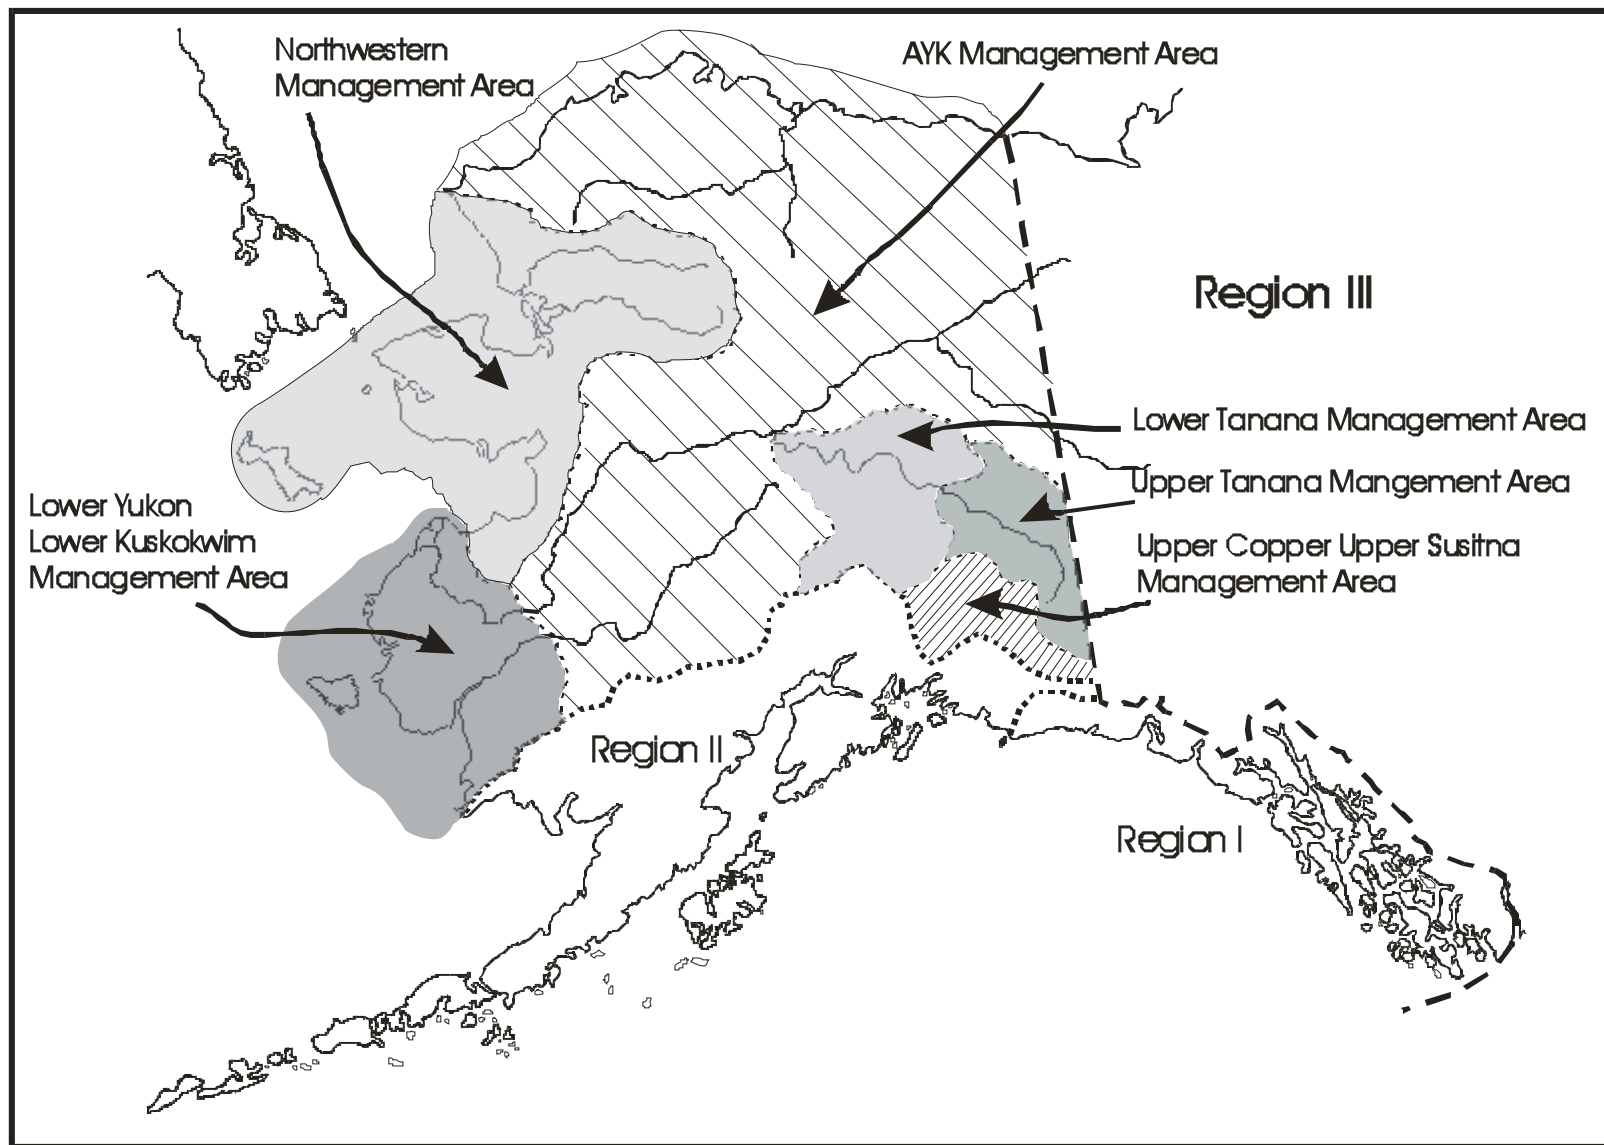 Northwestern
Management Area
AYK Management Area
Region III
Lower Tanana Management Area
Upper Tanana Mangement Area
Upper Copper Upper Susitna
Management Area
Lower Yukon
Lower Kuskokwim
Management Area
Region II
Region I